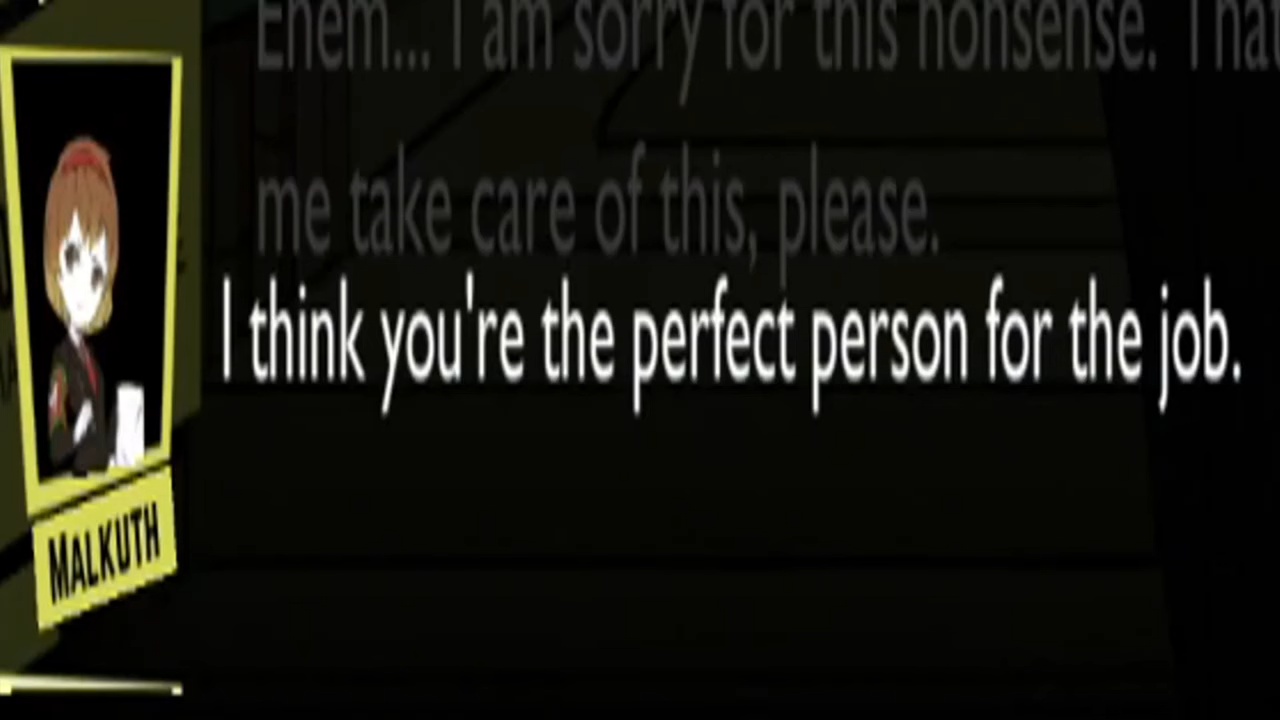 Ehem... I am sorry for this nonsense. That
me take care of this, please.
I think you're the perfect person for the job.
MALKUTH